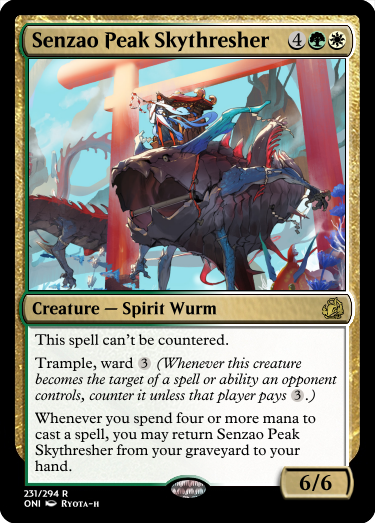 Senzao Peak Skythresher 4
Creature — Spirit Wurm
This spell can't be countered.
Trample, ward 3 (Whenever this creature
becomes the target of a spell or ability an opponent
controls, counter it unless that player pays 3.)
Whenever you spend four or more mana to
cast a spell, you may return Senzao Peak
Skythresher from your graveyard to your
hand.
6/6
231/294 R
ONI Ryota-H